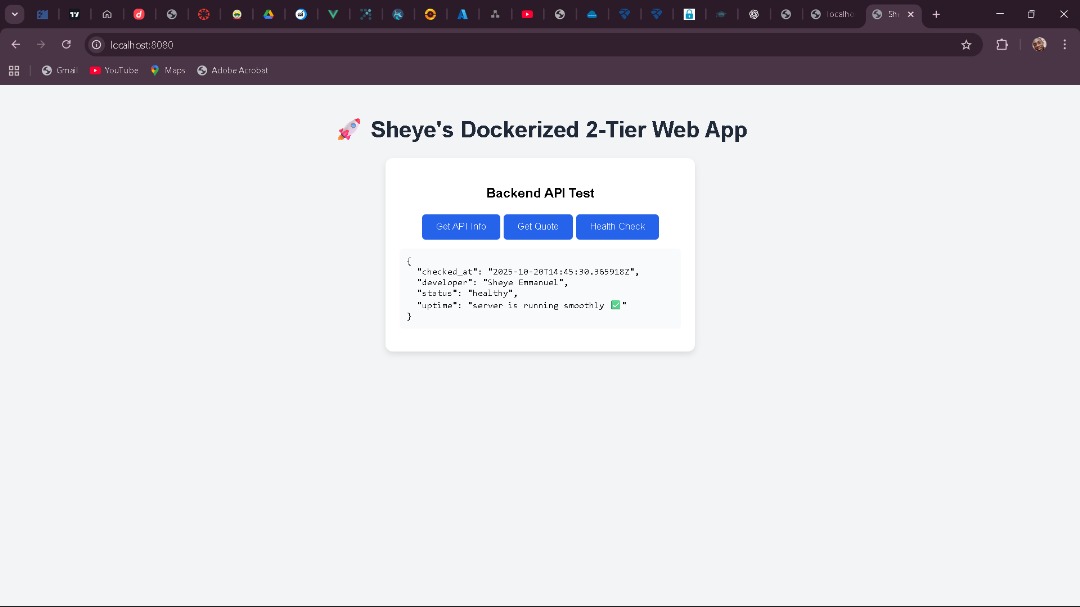 localhc
She
localhost:8080
Gmail
YouTube
Maps
Adobe Acrobat
🚀 Sheye's Dockerized 2-Tier Web App
Backend API Test
Get API Info
Get Quote
Health Check
{
"checked_at": "2025-10-20T14:45:30.365918Z",
"developer": "Sheye Emmanuel",
"status": "healthy",
"uptime": "server is running smoothly ✅"
}